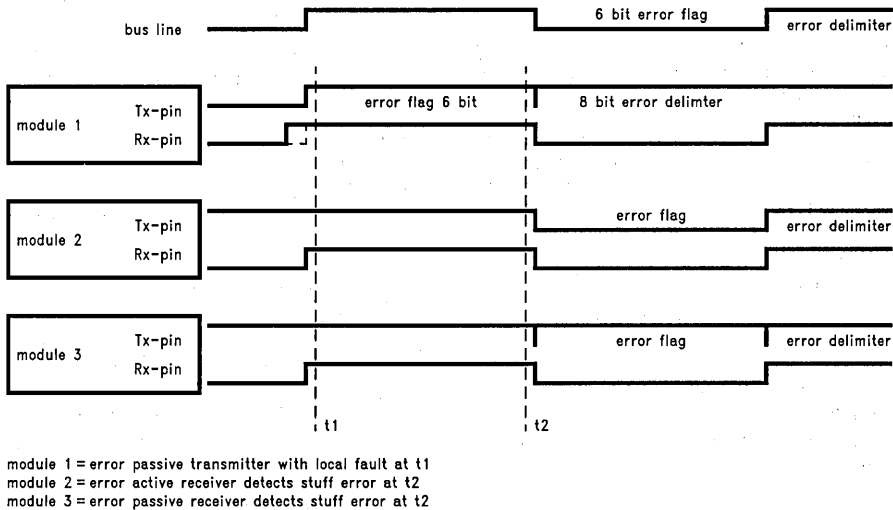 6 bit error flag
bus line
error delimiter
Tx-pin
error flag 6 bit
8 bit error delimter
module 1
Rx-pin
Tx-pin
error flag
error delimiter
module 2
Rx-pin
Tx-pin
error flag
error delimiter
module 3
Rx-pin
t1
t2
module 1 = error passive transmitter with local fault at t1
module 2 = error active receiver detects stuff error at t2
module 3 = error passive receiver detects stuff error at t2